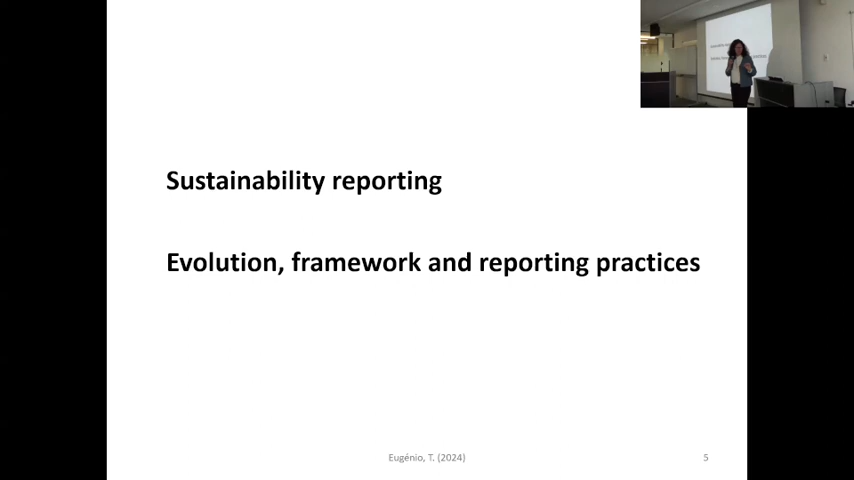 Sustainability reporting
Evolution, framework and reporting practices
Eugénio, T. (2024)
5